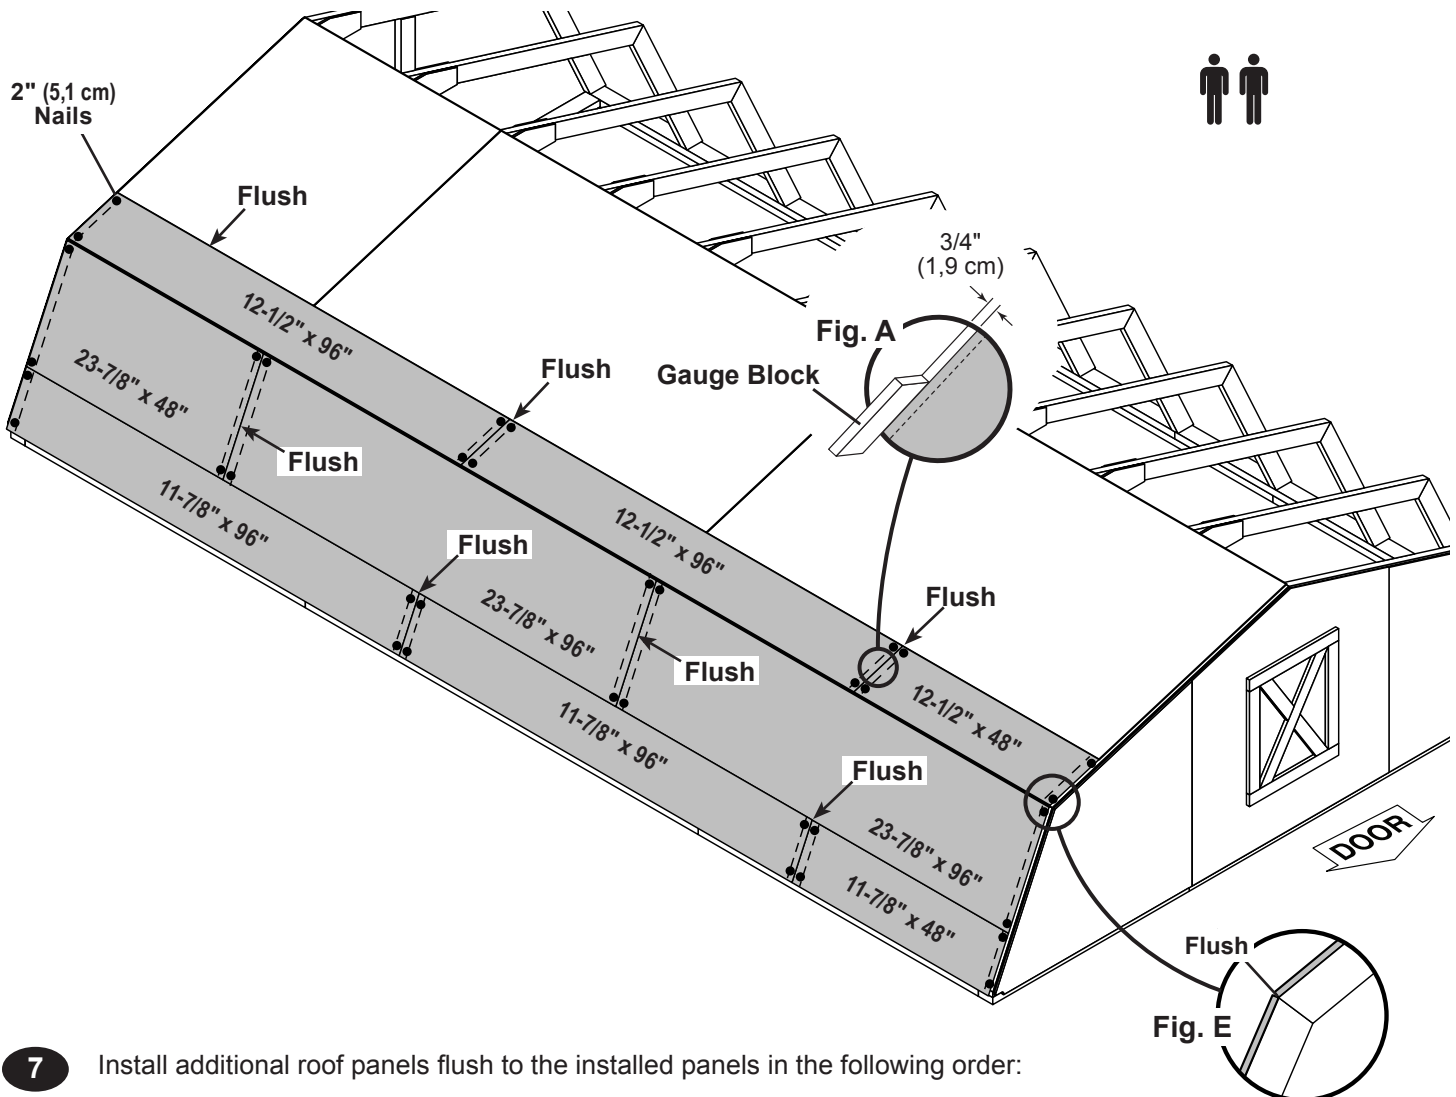 2" (5,1 cm)
Nails
Flush
3/4"
(1,9 cm)
Fig. A
Gauge Block
12-1/2" x 96"
Flush
23-7/8" x 48"
Flush
11-7/8" x 96"
12-1/2" x 96"
Flush
23-7/8" x 96"
Flush
Flush
12-1/2" x 48"
11-7/8" x 96"
Flush
23-7/8" x 96"
11-7/8" x 48"
DOOR
Flush
Fig. E
7 Install additional roof panels flush to the installed panels in the following order: